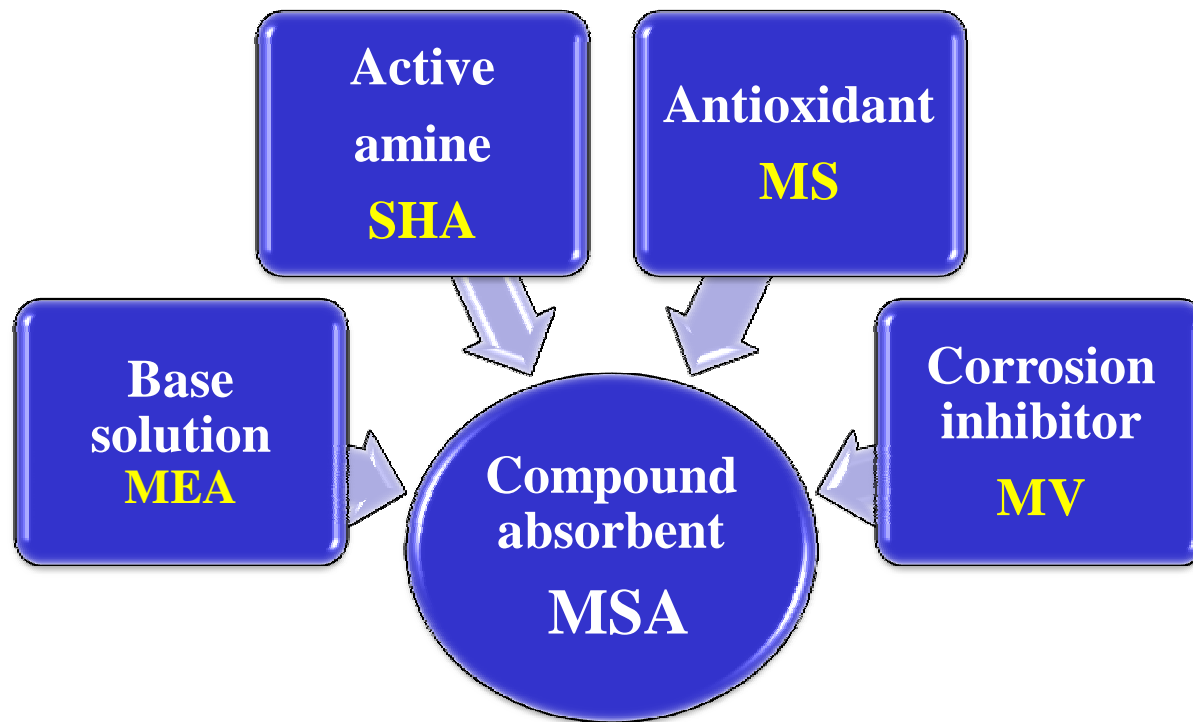 Active
amine
SHA
Antioxidant
MS
Base
solution
MEA
Corrosion
inhibitor
MV
Compound
absorbent
MSA